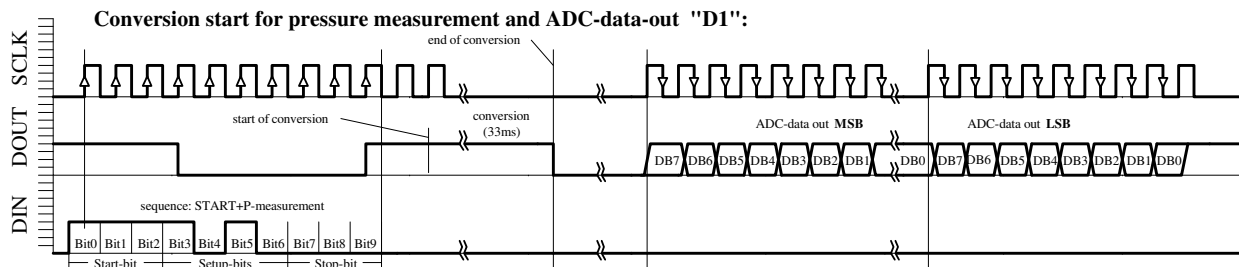 Conversion start for pressure measurement and ADC-data-out "D1":
end of conversion
SCLK
start of conversion
conversion
(33ms)
ADC-data out MSB
ADC-data out LSB
DOUT
DB7 DB6 DB5 DB4 DB3 DB2 DB1 DB0 DB7 DB6 DB5 DB4 DB3 DB2 DB1 DB0
sequence: START+P-measurement
DIN
Bit0 Bit1 Bit2 Bit3 Bit4 Bit5 Bit6 Bit7 Bit8 Bit9
Start-bit Setup-bits Stop-bit